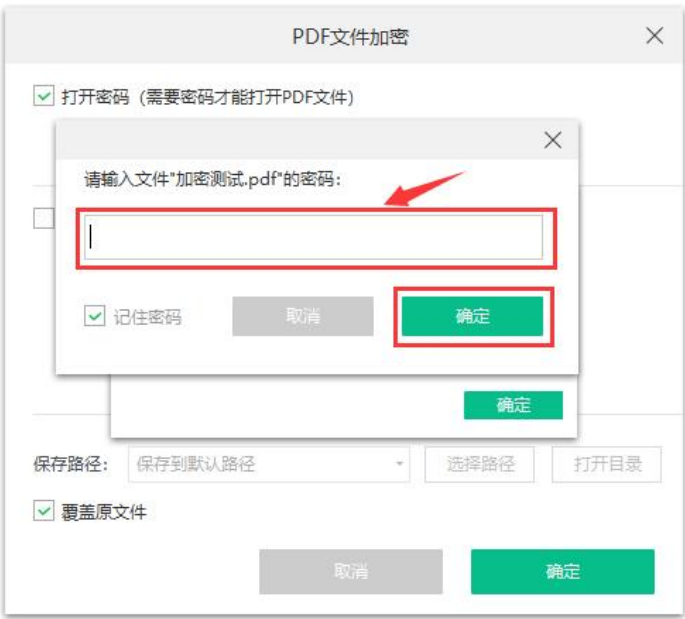 PDF文件加密
打开密码 (需要密码才能打开PDF文件)
请输入文件"加密测试.pdf"的密码:
记住密码 取消 确定
确定
保存路径: 保存到默认路径 选择路径 打开目录
覆盖原文件
取消 确定